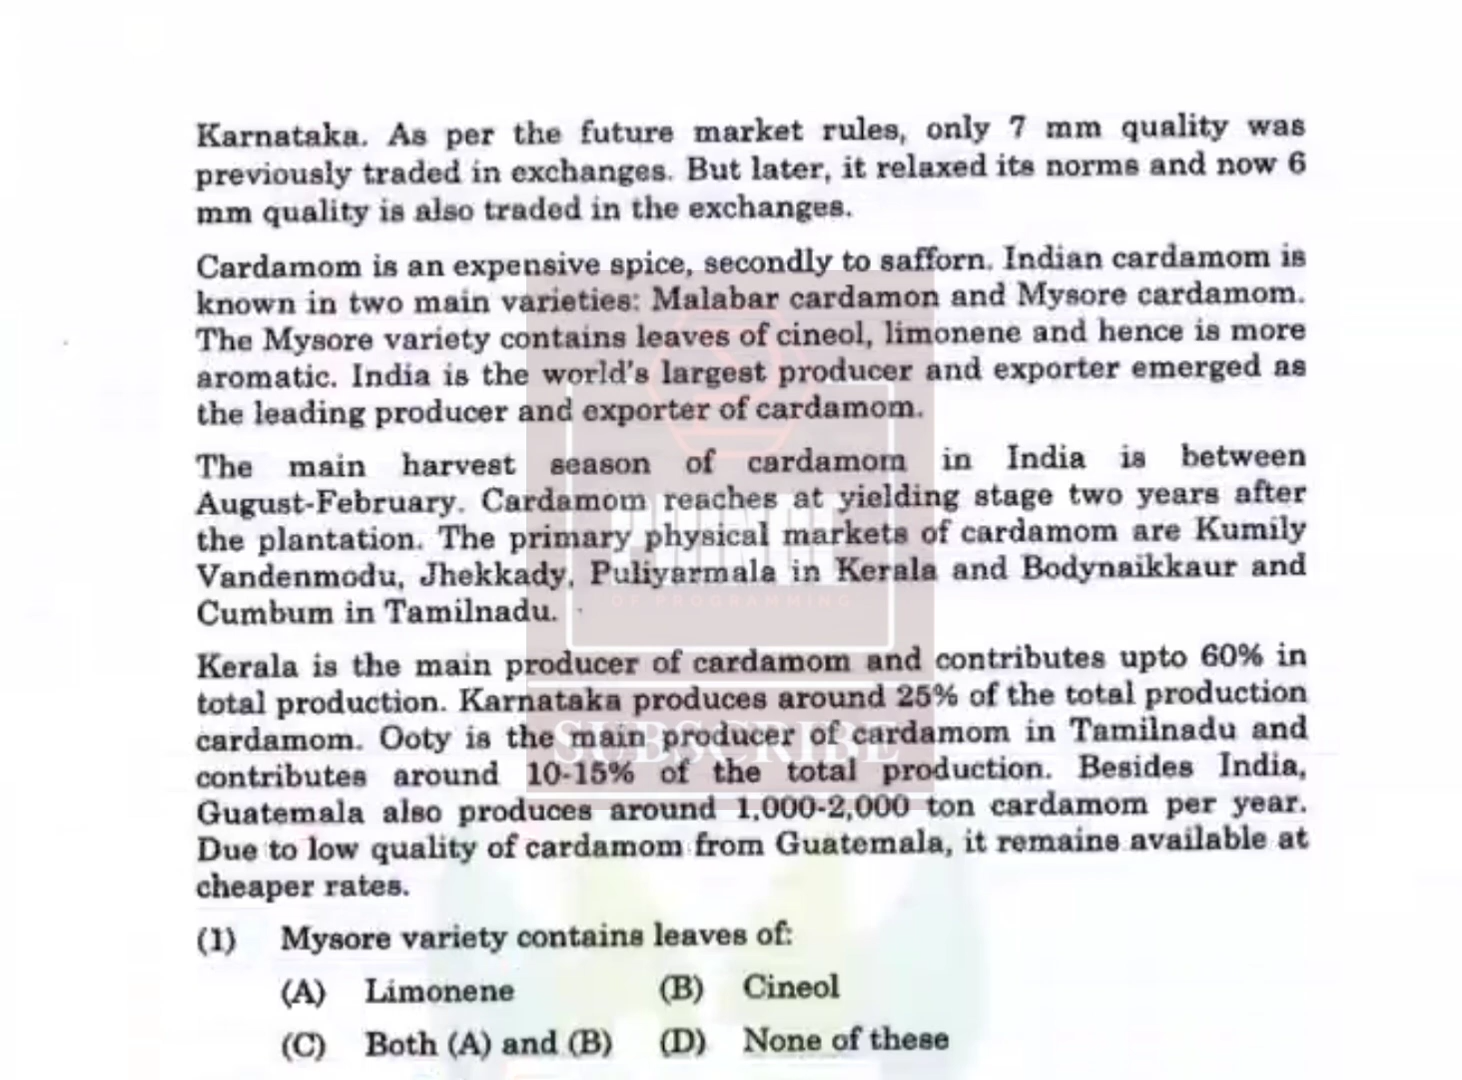 Karnataka. As per the future market rules, only 7 mm quality was
previously traded in exchanges. But later, it relaxed its norms and now 6
mm quality is also traded in the exchanges.
Cardamom is an expensive spice, secondly to safforn. Indian cardamom is
known in two main varieties: Malabar cardamon and Mysore cardamom.
The Mysore variety contains leaves of cineol, limonene and hence is more
aromatic. India is the world's largest producer and exporter emerged as
the leading producer and exporter of cardamom.
The main harvest season of cardamom in India is between
August-February. Cardamom reaches at yielding stage two years after
the plantation. The primary physical markets of cardamom are Kumily
Vandenmodu, Jhekkady, Puliyarmala in Kerala and Bodynaikkaur and
OF PROGRAMMING
Cumbum in Tamilnadu.
Kerala is the main producer of cardamom and contributes upto 60% in
total production. Karnataka produces around 25% of the total production
SUBSCRIBE
cardamom. Ooty is the main producer of cardamom in Tamilnadu and
contributes around 10-15% of the total production. Besides India,
Guatemala also produces around 1,000-2,000 ton cardamom per year.
Due to low quality of cardamom from Guatemala, it remains available at
cheaper rates.
(1) Mysore variety contains leaves of:
(A) Limonene (B) Cineol
(C) Both (A) and (B) (D) None of these